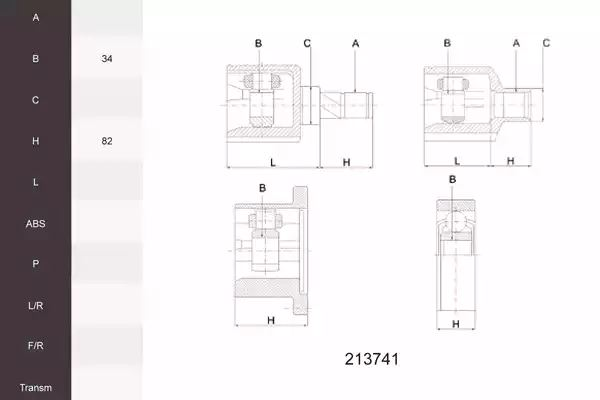 A
B 34
C
H 82
L
ABS
P
L/R
F/R
Transm
B C A
L H
B A C
L H
B
H
B
H
213741